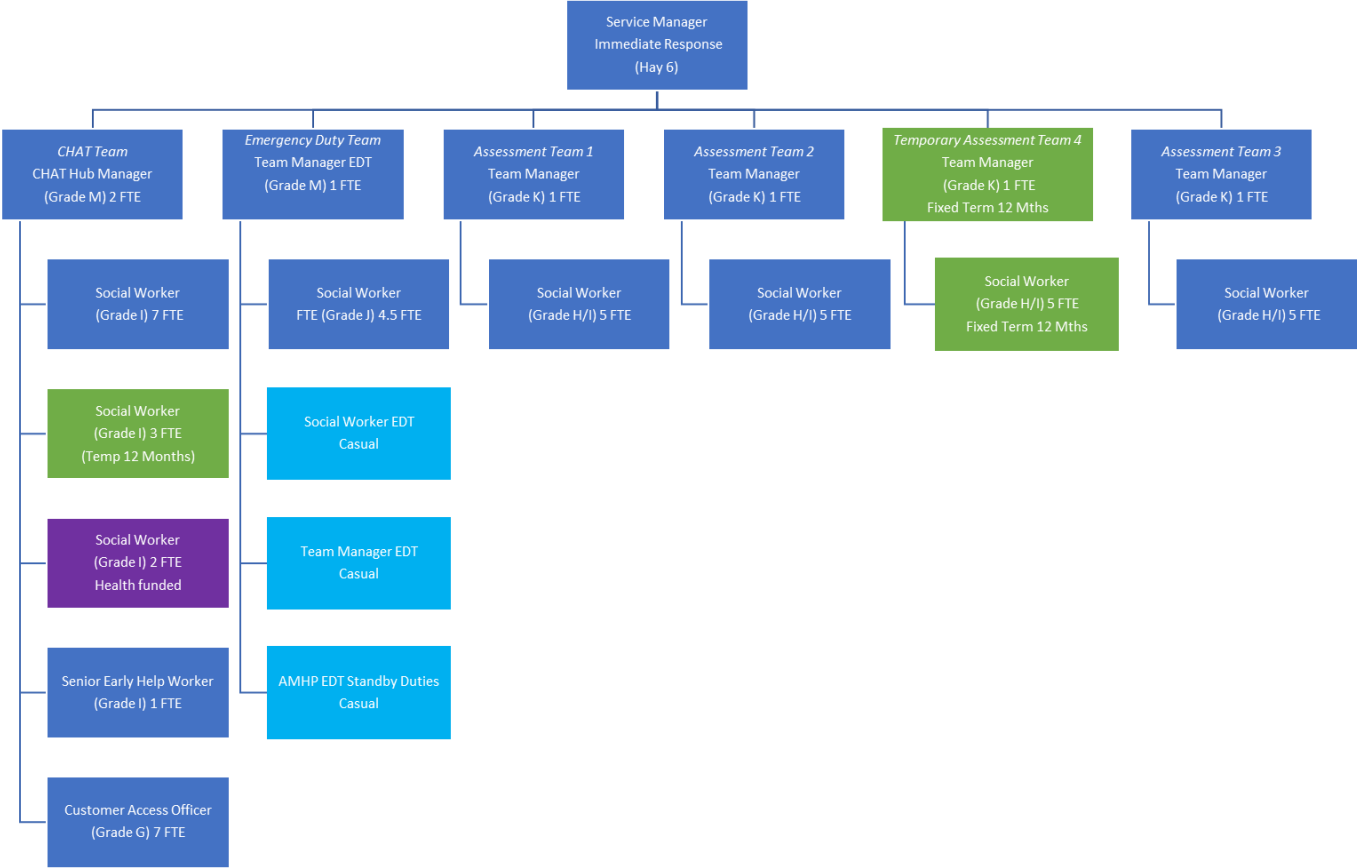 Service Manager
Immediate Response
(Hay 6)
CHAT Team
CHAT Hub Manager
(Grade M) 2 FTE
Emergency Duty Team
Team Manager EDT
(Grade M) 1 FTE
Assessment Team 1
Team Manager
(Grade K) 1 FTE
Assessment Team 2
Team Manager
(Grade K) 1 FTE
Temporary Assessment Team 4
Team Manager
(Grade K) 1 FTE
Fixed Term 12 Mths
Assessment Team 3
Team Manager
(Grade K) 1 FTE
Social Worker
(Grade I) 7 FTE
Social Worker
FTE (Grade J) 4.5 FTE
Social Worker
(Grade H/I) 5 FTE
Social Worker
(Grade H/I) 5 FTE
Social Worker
(Grade H/I) 5 FTE
Fixed Term 12 Mths
Social Worker
(Grade H/I) 5 FTE
Social Worker
(Grade I) 3 FTE
(Temp 12 Months)
Social Worker EDT
Casual
Social Worker
(Grade I) 2 FTE
Health funded
Team Manager EDT
Casual
Senior Early Help Worker
(Grade I) 1 FTE
AMHP EDT Standby Duties
Casual
Customer Access Officer
(Grade G) 7 FTE